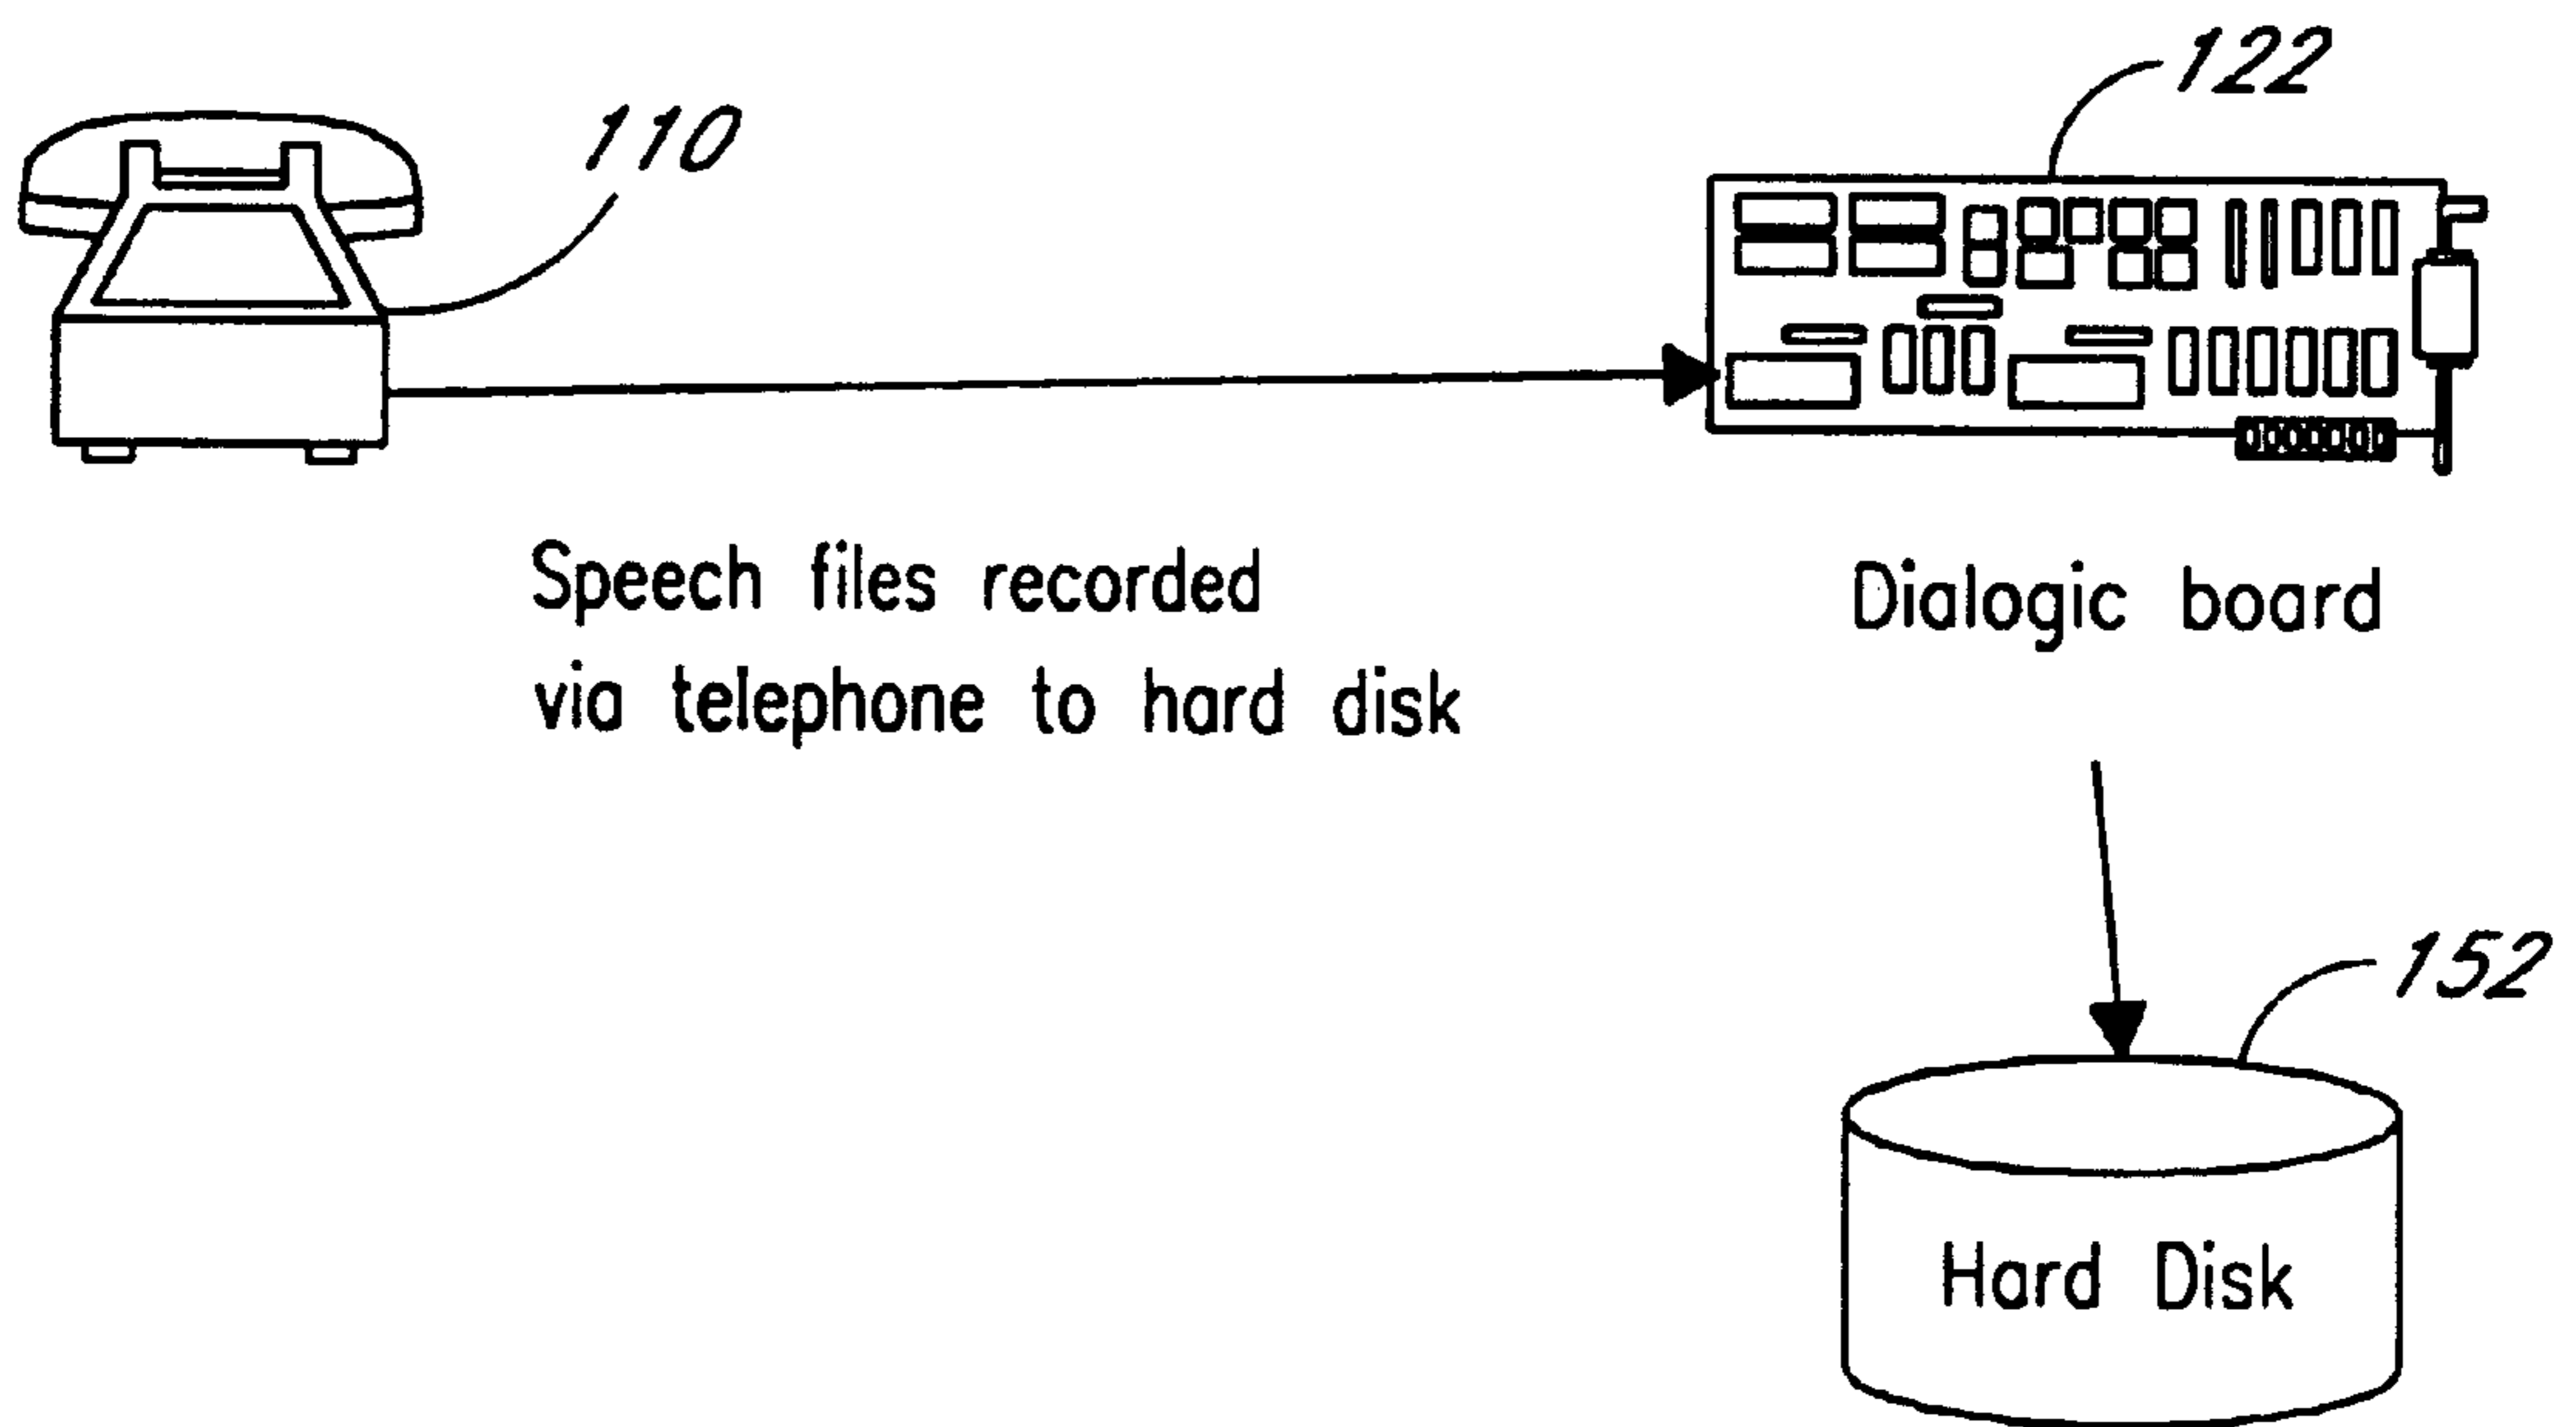 122
110
Speech files recorded
via telephone to hard disk
Dialogic board
152
Hard Disk